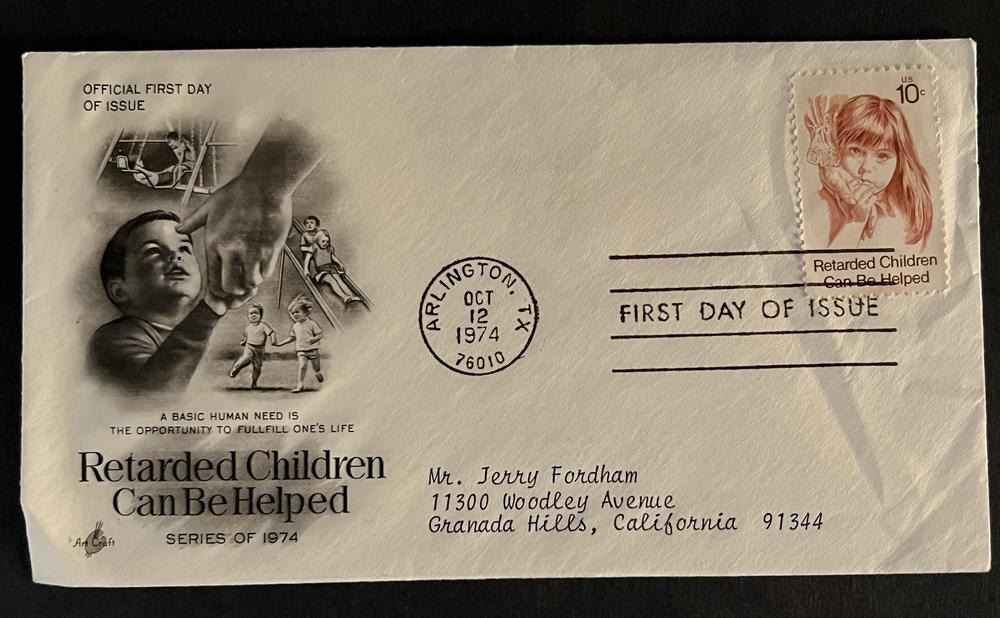 OFFICIAL FIRST DAY
OF ISSUE
A BASIC HUMAN NEED IS
THE OPPORTUNITY TO FULLFILL ONE'S LIFE
Retarded Children
Can Be Helped
SERIES OF 1974
Art Craft
ARLINGTON, TX
OCT
12
1974
76010
U.S.
10c
Retarded Children
Can Be Helped
FIRST DAY OF ISSUE
Mr. Jerry Fordham
11300 Woodley Avenue
Granada Hills, California 91344